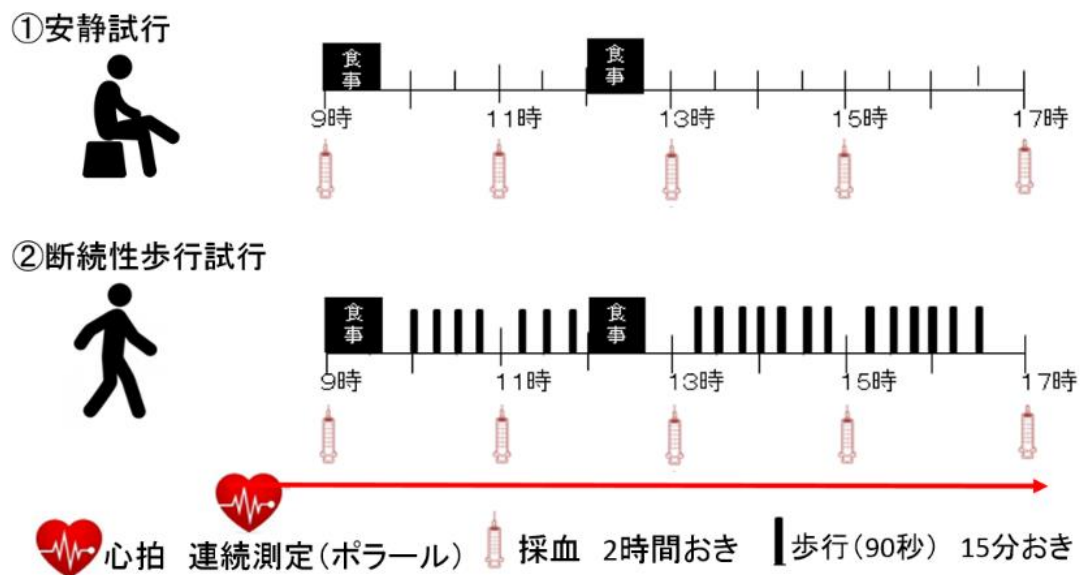 ①安静試行
食事
食事
9時 11時 13時 15時 17時
②断続性歩行試行
食事
食事
9時 11時 13時 15時 17時
心拍 連続測定(ポラール) 採血 2時間おき 歩行(90秒) 15分おき